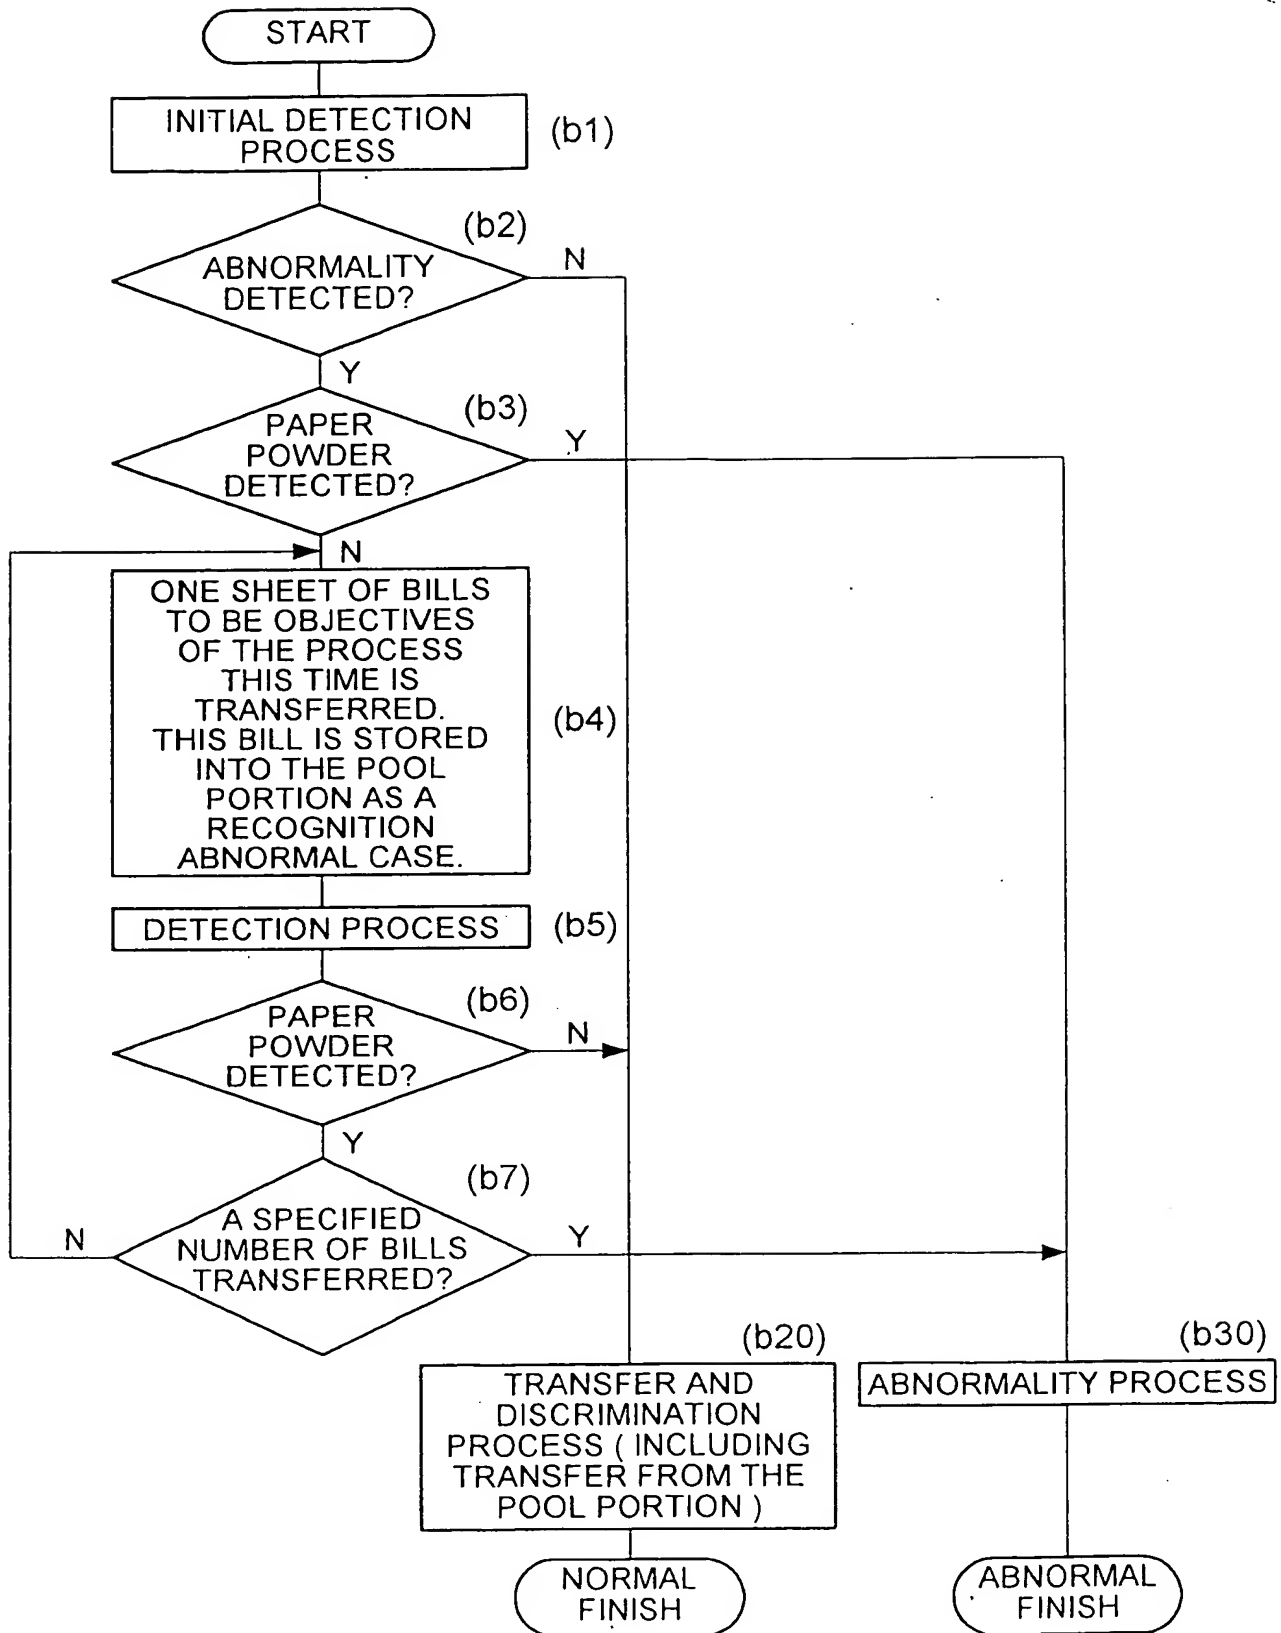 START
INITIAL DETECTION
PROCESS
(b1)
(b2)
ABNORMALITY
DETECTED?
N
Y
(b3)
PAPER
POWDER
DETECTED?
Y
N
ONE SHEET OF BILLS
TO BE OBJECTIVES
OF THE PROCESS
THIS TIME IS
TRANSFERRED.
THIS BILL IS STORED
INTO THE POOL
PORTION AS A
RECOGNITION
ABNORMAL CASE.
(b4)
DETECTION PROCESS
(b5)
(b6)
PAPER
POWDER
DETECTED?
N
Y
(b7)
A SPECIFIED
NUMBER OF BILLS
TRANSFERRED?
N
Y
(b20)
TRANSFER AND
DISCRIMINATION
PROCESS ( INCLUDING
TRANSFER FROM THE
POOL PORTION )
(b30)
ABNORMALITY PROCESS
NORMAL
FINISH
ABNORMAL
FINISH